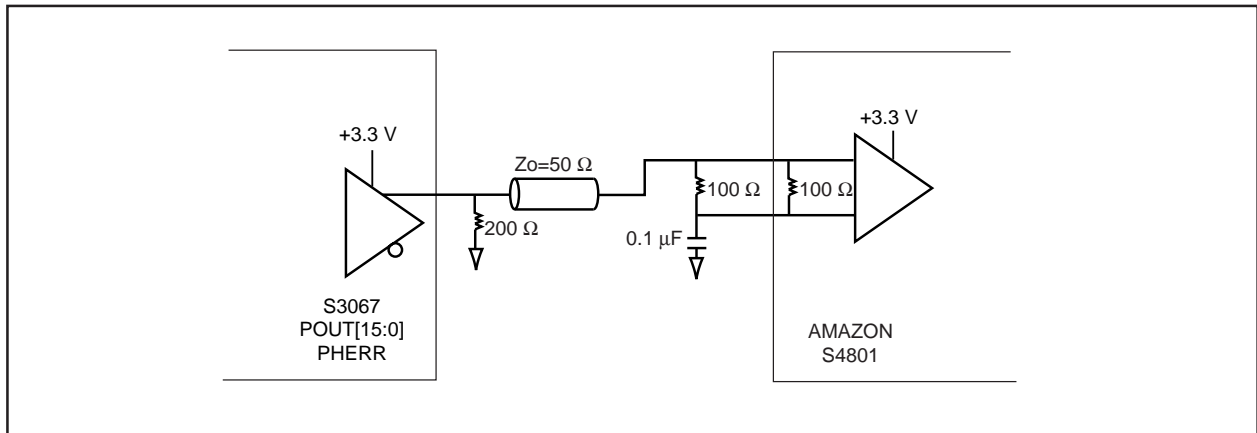 +3.3 V
+3.3 V
Zo=50 Ω
100 Ω
100 Ω
200 Ω
0.1 μF
S3067
POUT[15:0]
PHERR
AMAZON
S4801